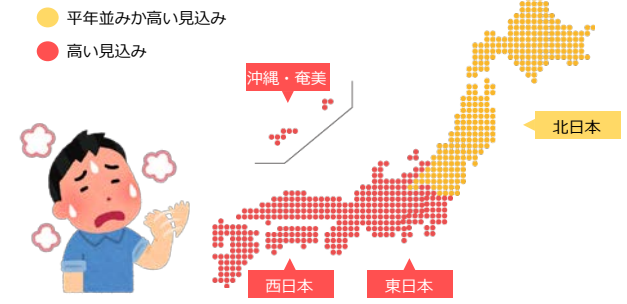 平年並みか高い見込み
高い見込み
沖縄・奄美
北日本
西日本
東日本